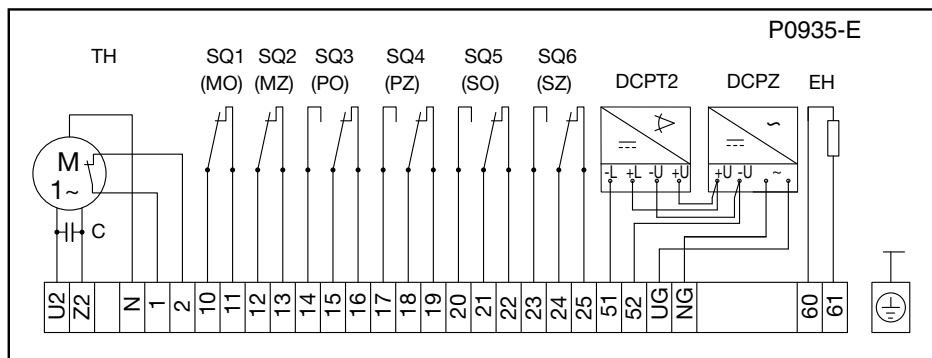 P0935-E
TH SQ1 SQ2 SQ3 SQ4 SQ5 SQ6 DCPT2 DCPZ EH
(MO) (MZ) (PO) (PZ) (SO) (SZ)
M
1~
C
-L +L -U +U +U -U ~
~
U2 Z2 N 1 2 10 11 12 13 14 15 16 17 18 19 20 21 22 23 24 25 51 52 UG NG 60 61